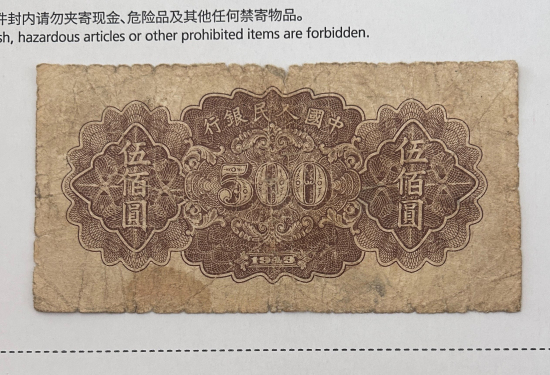 件封内请勿夹寄现金、危险品及其他任何禁寄物品。
sh, hazardous articles or other prohibited items are forbidden.
行銀民人國中
伍佰圓
500
伍佰圓
1949